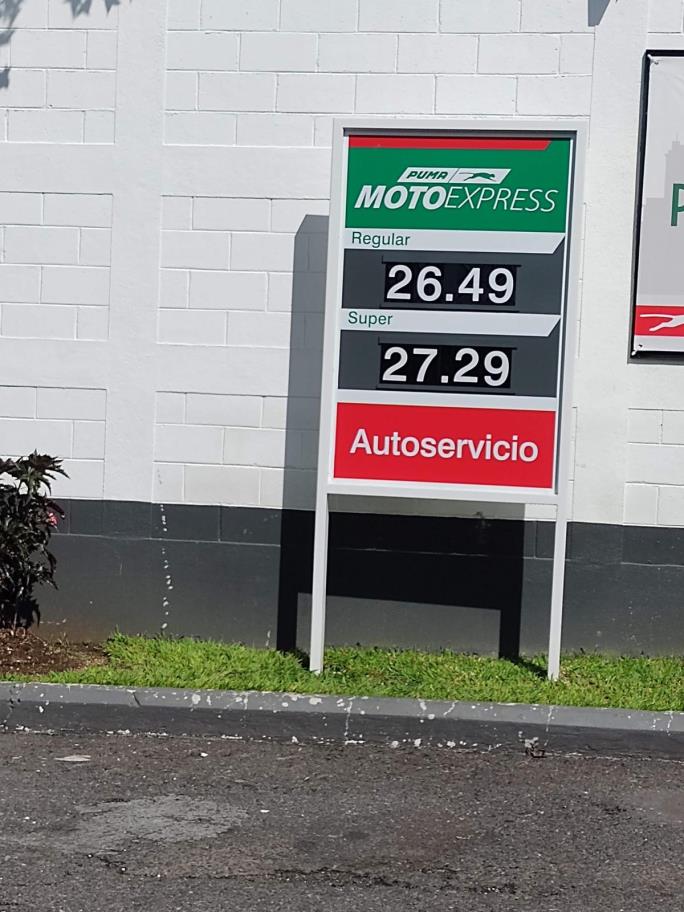 PUMA
MOTOEXPRESS
Regular
26.49
Super
27.29
Autoservicio
P